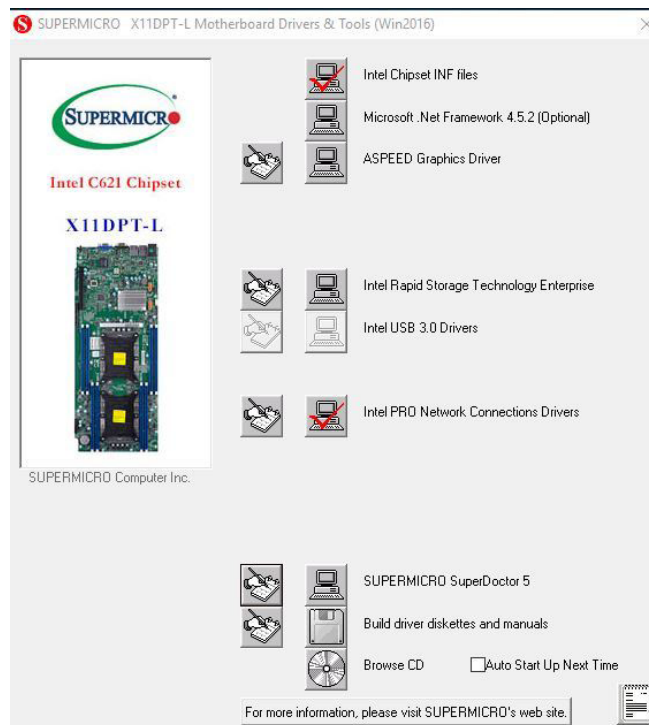 SUPERMICRO X11DPT-L Motherboard Drivers & Tools (Win2016)
SUPERMICR
Intel C621 Chipset
X11DPT-L
SUPERMICRO Computer Inc.
Intel Chipset INF files
Microsoft .Net Framework 4.5.2 (Optional)
ASPEED Graphics Driver
Intel Rapid Storage Technology Enterprise
Intel USB 3.0 Drivers
Intel PRO Network Connections Drivers
SUPERMICRO SuperDoctor 5
Build driver diskettes and manuals
Browse CD
Auto Start Up Next Time
For more information, please visit SUPERMICRO's web site.